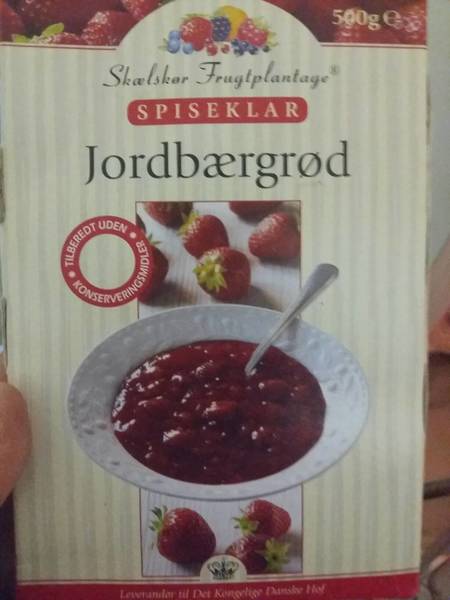 500g ℮
Skælskør Frugtplantage®
SPISEKLAR
Jordbærgrød
TILBEREDT UDEN
KONSERVERINGSMIDLER
Leverandør til Det Kongelige Danske Hof